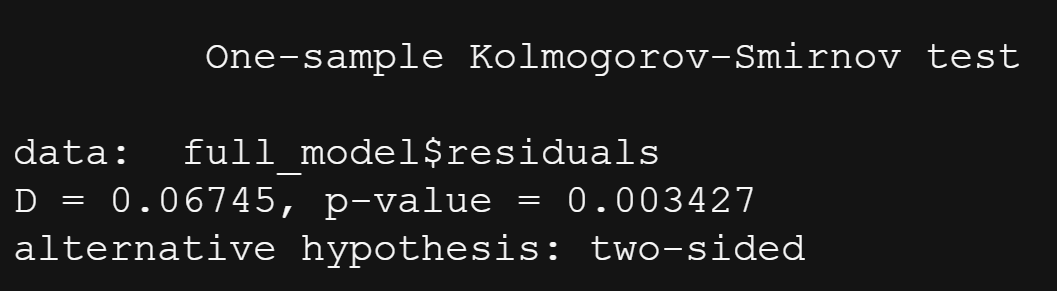 One-sample Kolmogorov-Smirnov test
data:  full_model$residuals
D = 0.06745, p-value = 0.003427
alternative hypothesis: two-sided